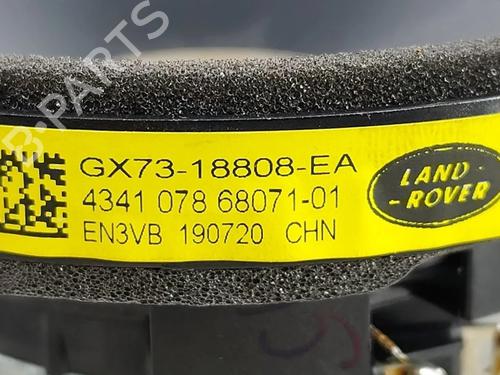 B-PARTS
GX73-18808-EA
4341 078 68071-01
EN3VB 190720 CHN
LAND
-ROVER-